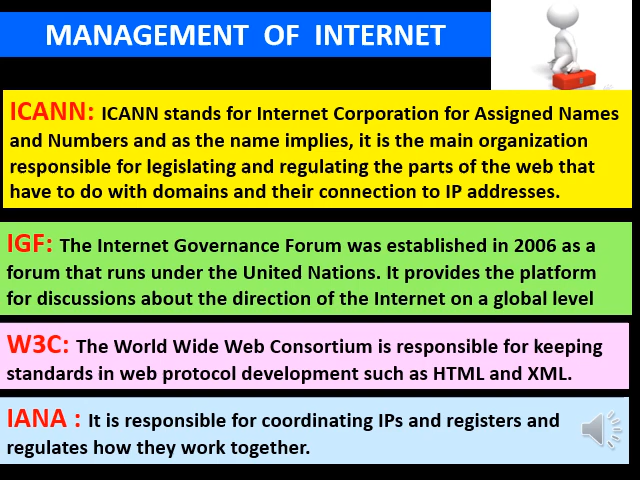 MANAGEMENT OF INTERNET
ICANN: ICANN stands for Internet Corporation for Assigned Names
and Numbers and as the name implies, it is the main organization
responsible for legislating and regulating the parts of the web that
have to do with domains and their connection to IP addresses.
IGF: The Internet Governance Forum was established in 2006 as a
forum that runs under the United Nations. It provides the platform
for discussions about the direction of the Internet on a global level
W3C: The World Wide Web Consortium is responsible for keeping
standards in web protocol development such as HTML and XML.
IANA : It is responsible for coordinating IPs and registers and
regulates how they work together.